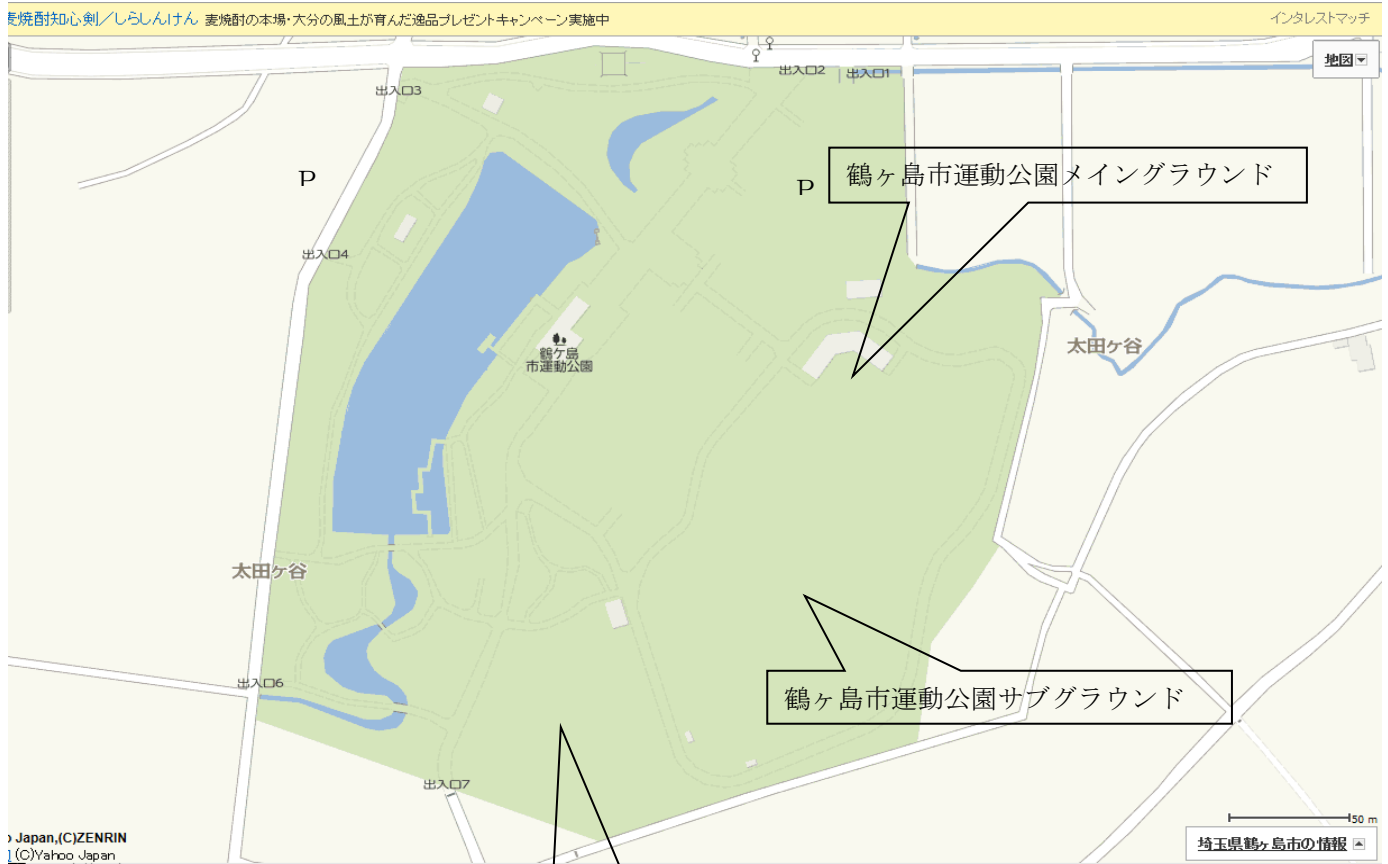 麦焼酎知心剣/しらしんけん 麦焼酎の本場・大分の風土が育んだ逸品プレゼントキャンペーン実施中
インタレストマッチ
地図
出入口2
出入口1
出入口3
P
P
鶴ヶ島市運動公園メイングラウンド
出入口4
太田ヶ谷
鶴ケ島
市運動公園
太田ヶ谷
出入口6
鶴ヶ島市運動公園サブグラウンド
出入口7
50 m
Japan,(C)ZENRIN
(C)Yahoo Japan
埼玉県鶴ヶ島市の情報